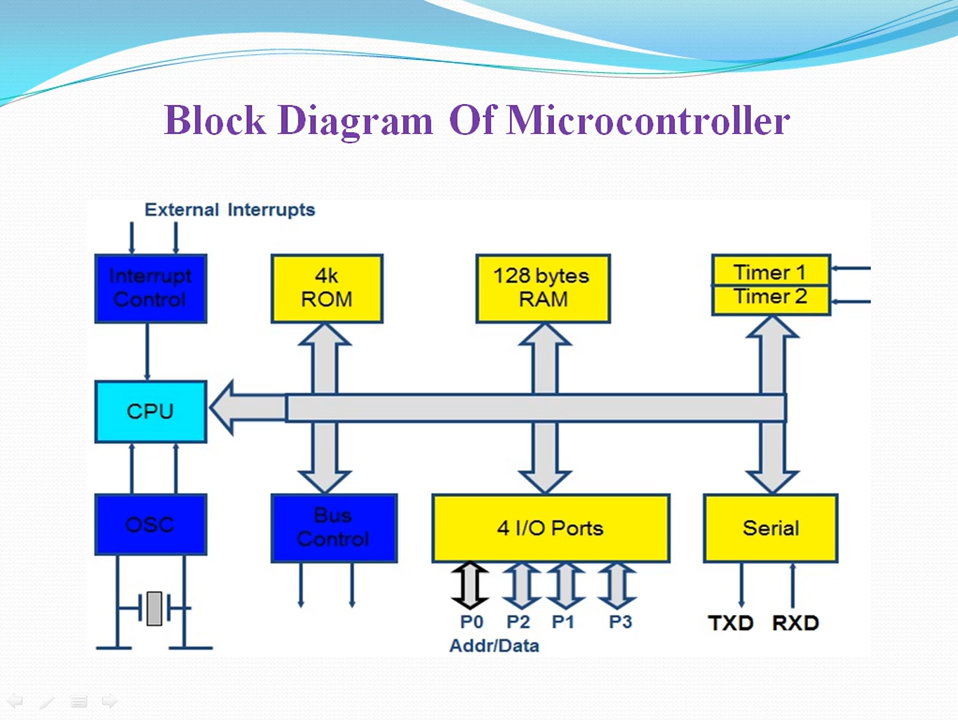 Block Diagram Of Microcontroller
External Interrupts
Interrupt
Control
4k
ROM
128 bytes
RAM
Timer 1
Timer 2
CPU
OSC
Bus
Control
4 I/O Ports
Serial
P0 P2 P1 P3
Addr/Data
TXD RXD